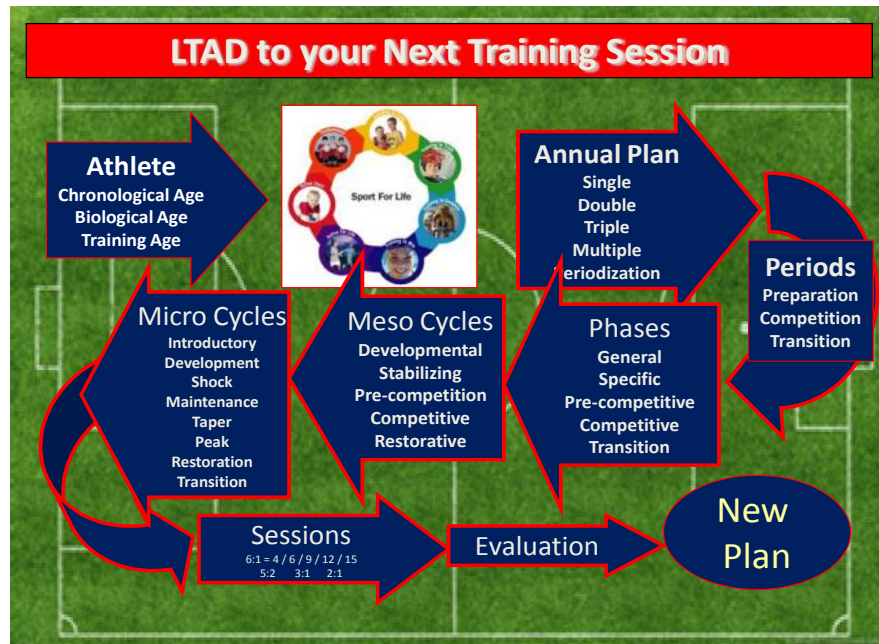 LTAD to your Next Training Session
Athlete
Chronological Age
Biological Age
Training Age
Sport For Life
Annual Plan
Single
Double
Triple
Multiple
Periodization
Periods
Preparation
Competition
Transition
Phases
General
Specific
Pre-competitive
Competitive
Transition
Meso Cycles
Developmental
Stabilizing
Pre-competition
Competitive
Restorative
Micro Cycles
Introductory
Development
Shock
Maintenance
Taper
Peak
Restoration
Transition
Sessions
6:1 = 4 / 6 / 9 / 12 / 15
5:2 3:1 2:1
Evaluation
New
Plan